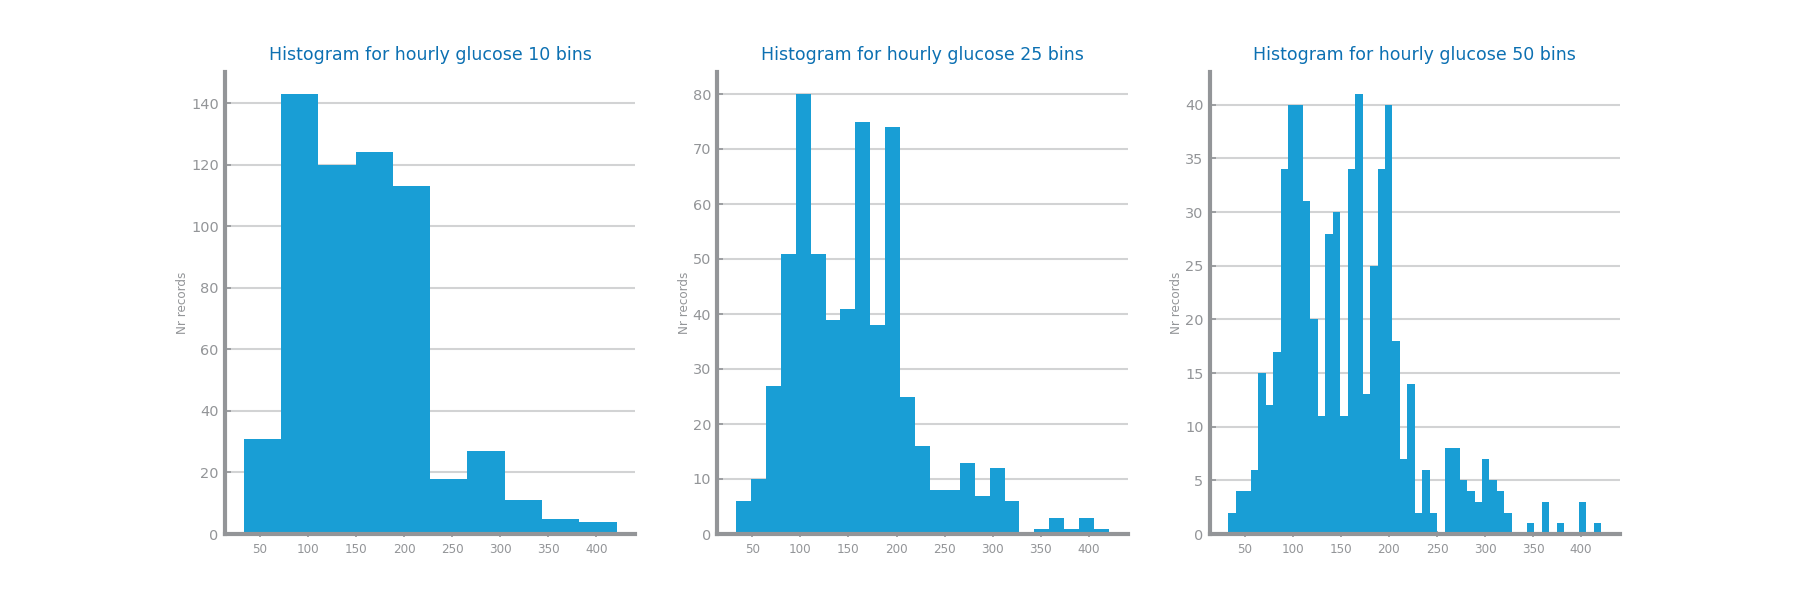 Histogram for hourly glucose 10 bins
Nr records
140
120
100
80
60
40
20
0
50 100 150 200 250 300 350 400
Histogram for hourly glucose 25 bins
Nr records
80
70
60
50
40
30
20
10
0
50 100 150 200 250 300 350 400
Histogram for hourly glucose 50 bins
Nr records
40
35
30
25
20
15
10
5
0
50 100 150 200 250 300 350 400